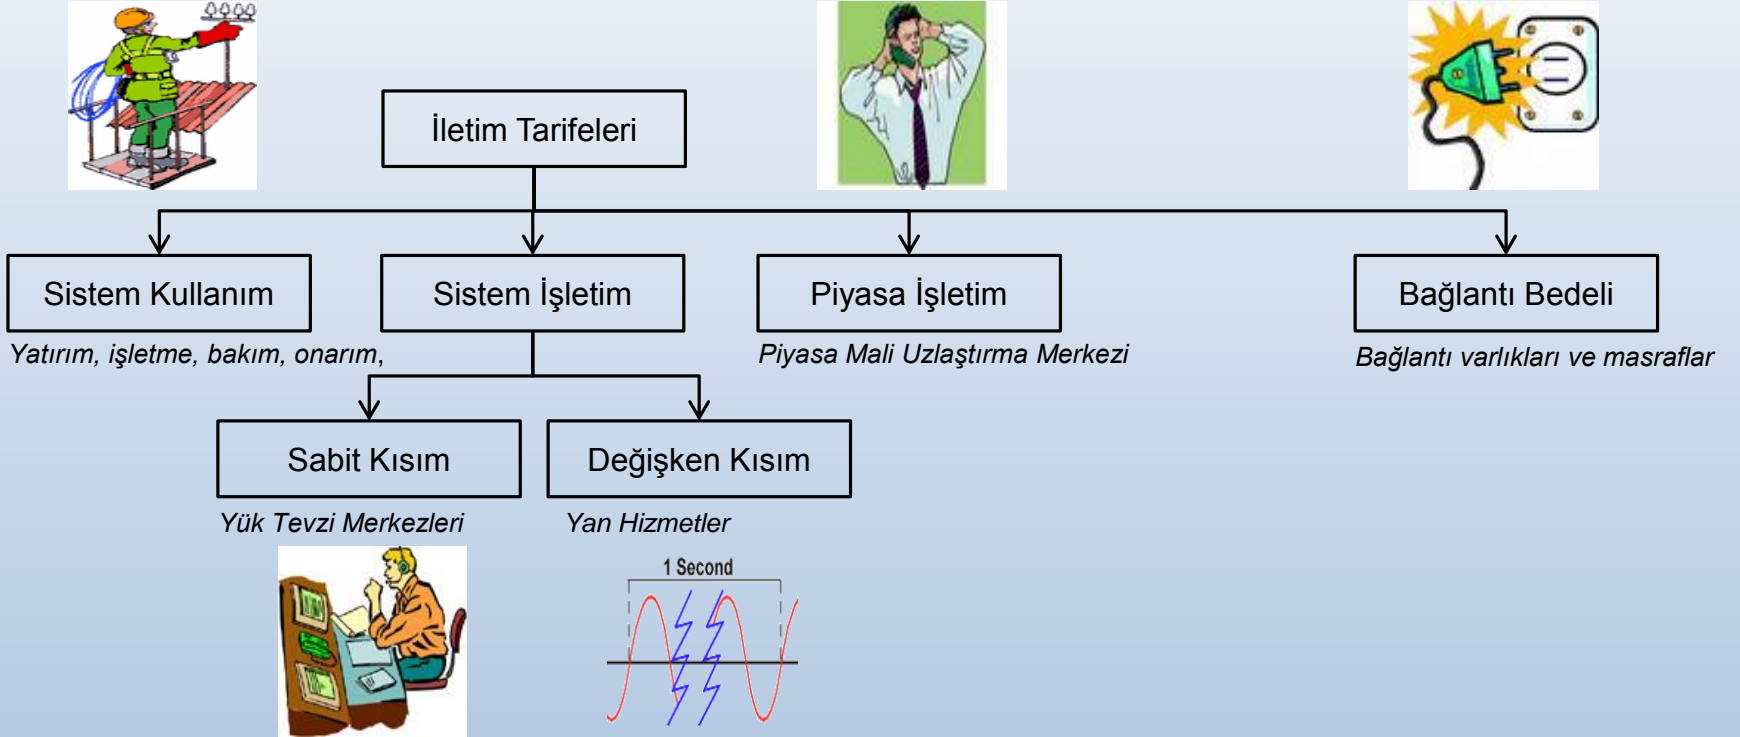 İletim Tarifeleri
Sistem Kullanım
Sistem İşletim
Piyasa İşletim
Bağlantı Bedeli
Yatırım, işletme, bakım, onarım,
Piyasa Mali Uzlaştırma Merkezi
Bağlantı varlıkları ve masraflar
Sabit Kısım
Değişken Kısım
Yük Tevzi Merkezleri
Yan Hizmetler
1 Second